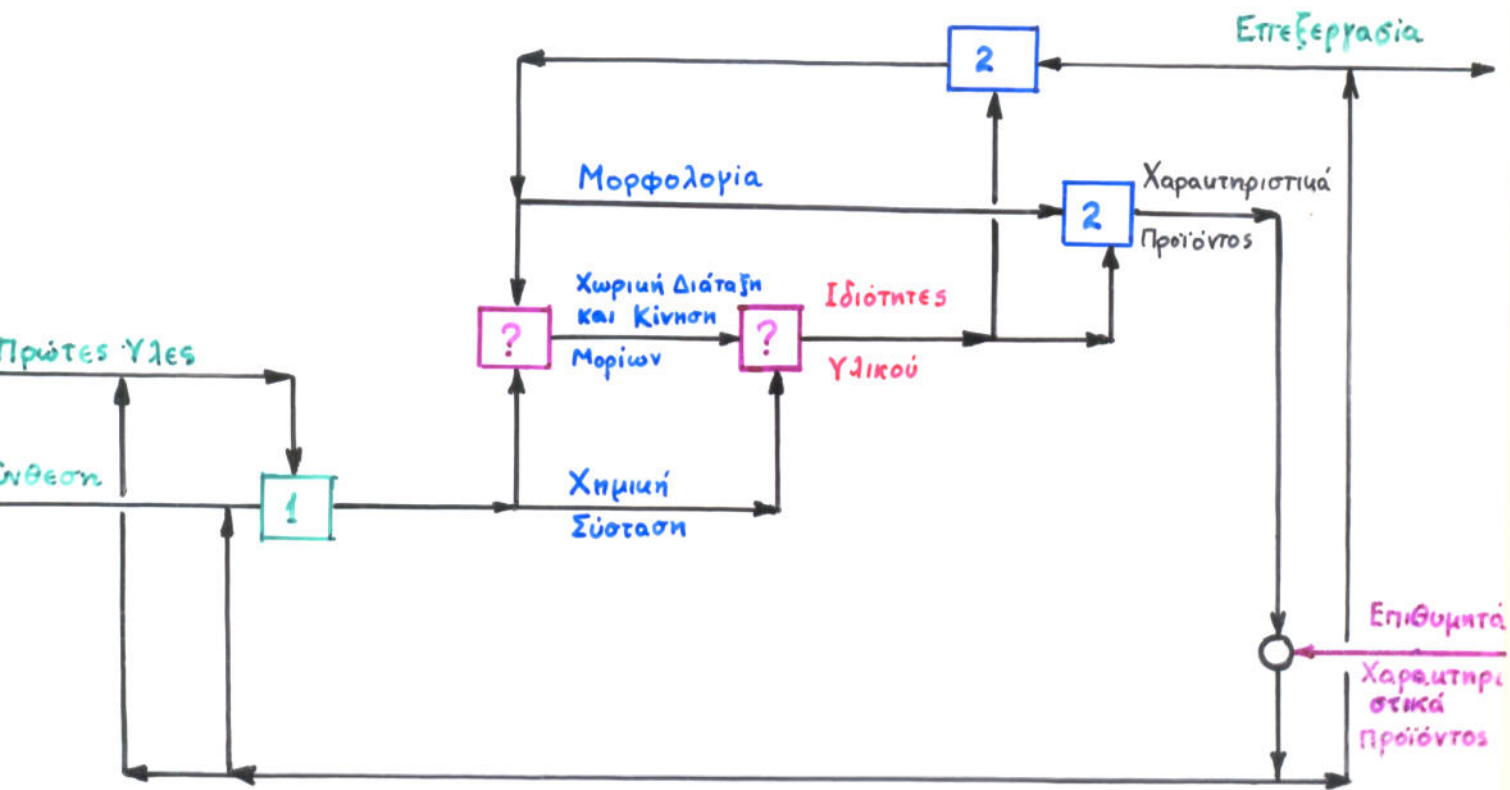 Επεξεργασία
2
Μορφολογία
Χαρακτηριστικά
2
Προϊόντος
Χωρική Διάταξη
και Κίνηση
Μορίων
Ιδιότητες
Υλικού
?
?
Πρώτες Ύλες
ύνθεση
1
Χημική
Σύσταση
Επιθυμητά
Χαρακτηρι
στικά
Προϊόντος